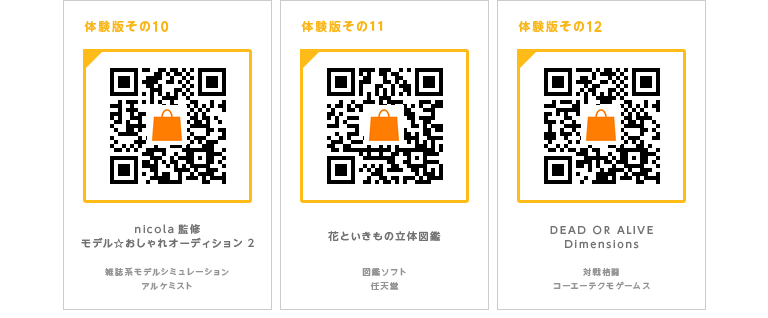 体験版その10
nicola 監修
モデル☆おしゃれオーディション 2
雑誌系モデルシミュレーション
アルケミスト
体験版その11
花といきもの立体図鑑
図鑑ソフト
任天堂
体験版その12
DEAD OR ALIVE
Dimensions
対戦格闘
コーエーテクモゲームス